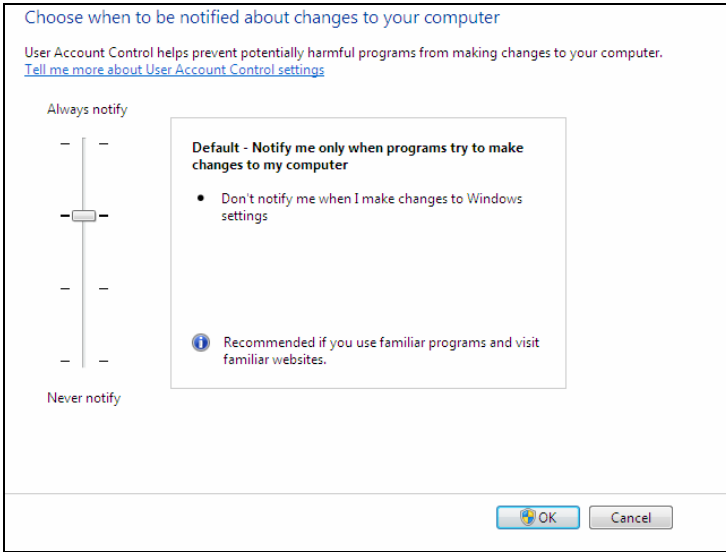 Choose when to be notified about changes to your computer
User Account Control helps prevent potentially harmful programs from making changes to your computer.
Tell me more about User Account Control settings
Always notify
Default - Notify me only when programs try to make
changes to my computer
Don't notify me when I make changes to Windows
settings
Recommended if you use familiar programs and visit
familiar websites.
Never notify
OK
Cancel